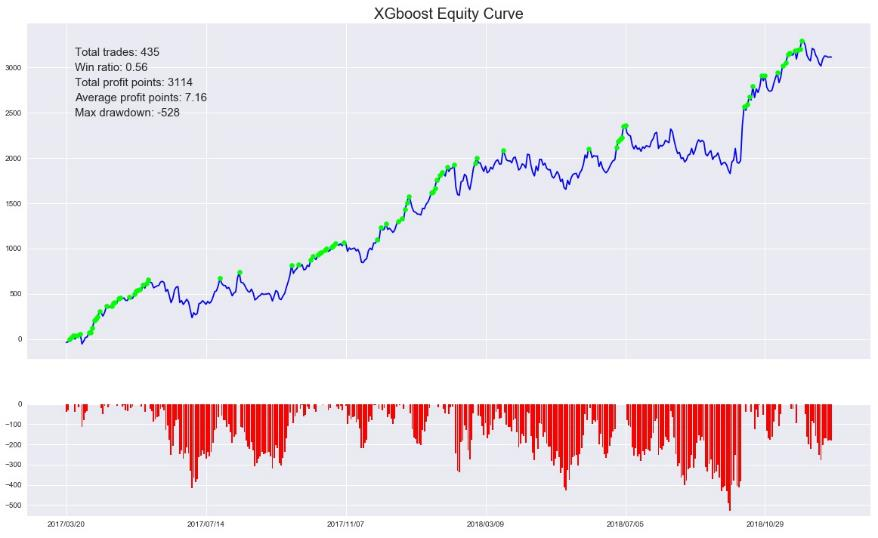 XGboost Equity Curve
Total trades: 435
Win ratio: 0.56
Total profit points: 3114
Average profit points: 7.16
Max drawdown: -528
3000
2500
2000
1500
1000
500
0
0
−100
−200
−300
−400
−500
2017/03/20 2017/07/14 2017/11/07 2018/03/09 2018/07/05 2018/10/29